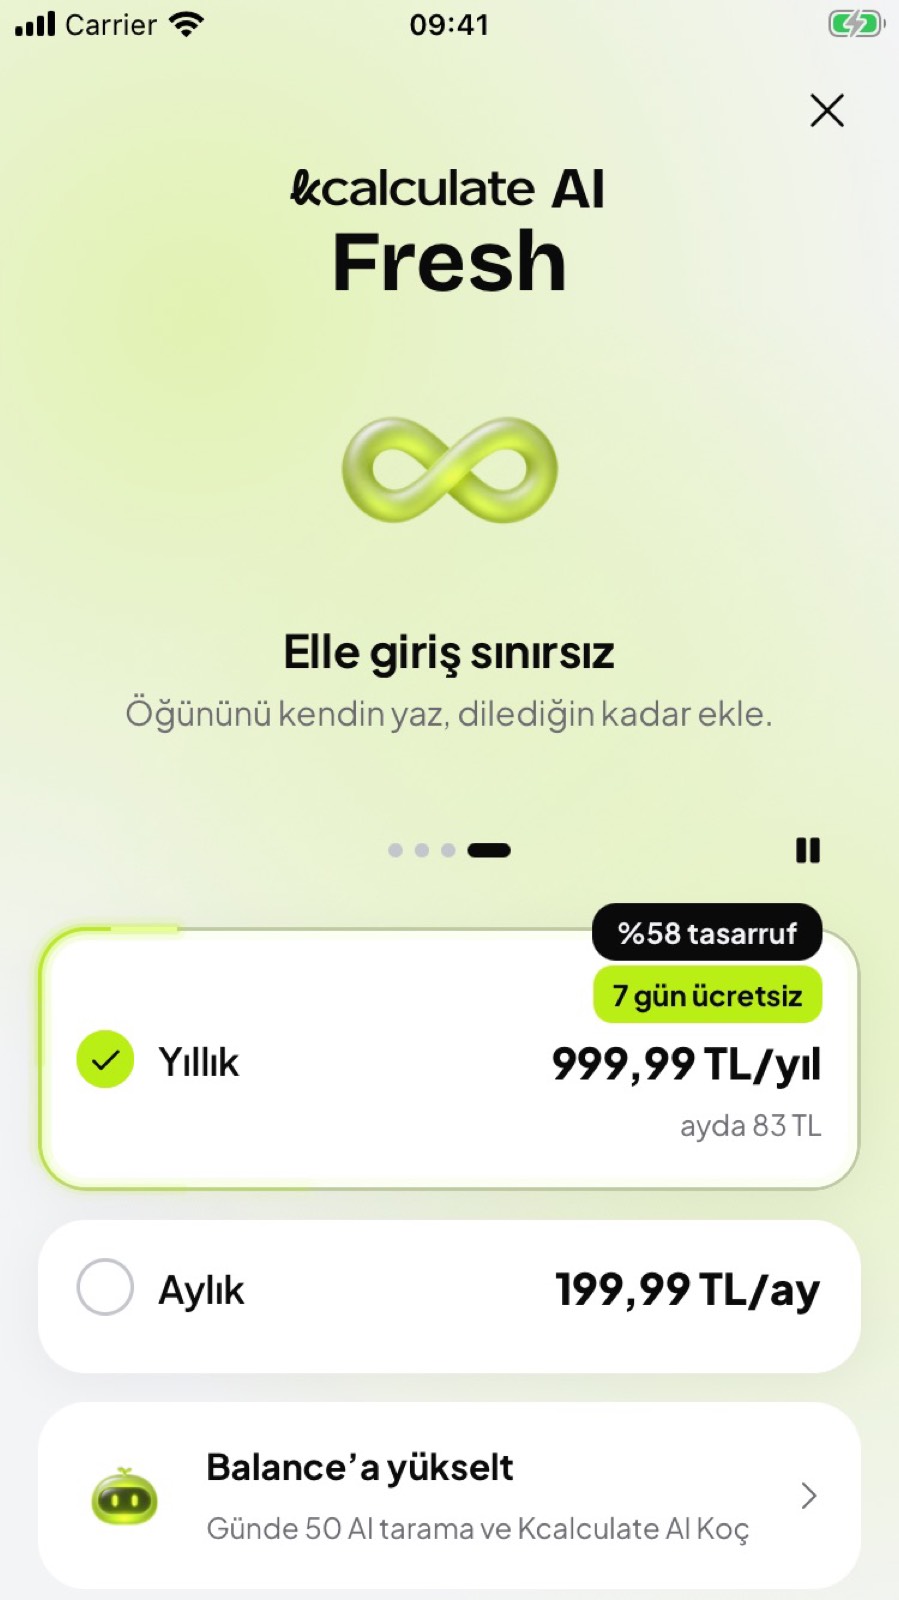 Carrier
09:41
kcalculate AI
Fresh
Elle giriş sınırsız
Öğününü kendin yaz, dilediğin kadar ekle.
%58 tasarruf
7 gün ücretsiz
Yıllık
999,99 TL/yıl
ayda 83 TL
Aylık
199,99 TL/ay
Balance’a yükselt
Günde 50 AI tarama ve Kcalculate AI Koç